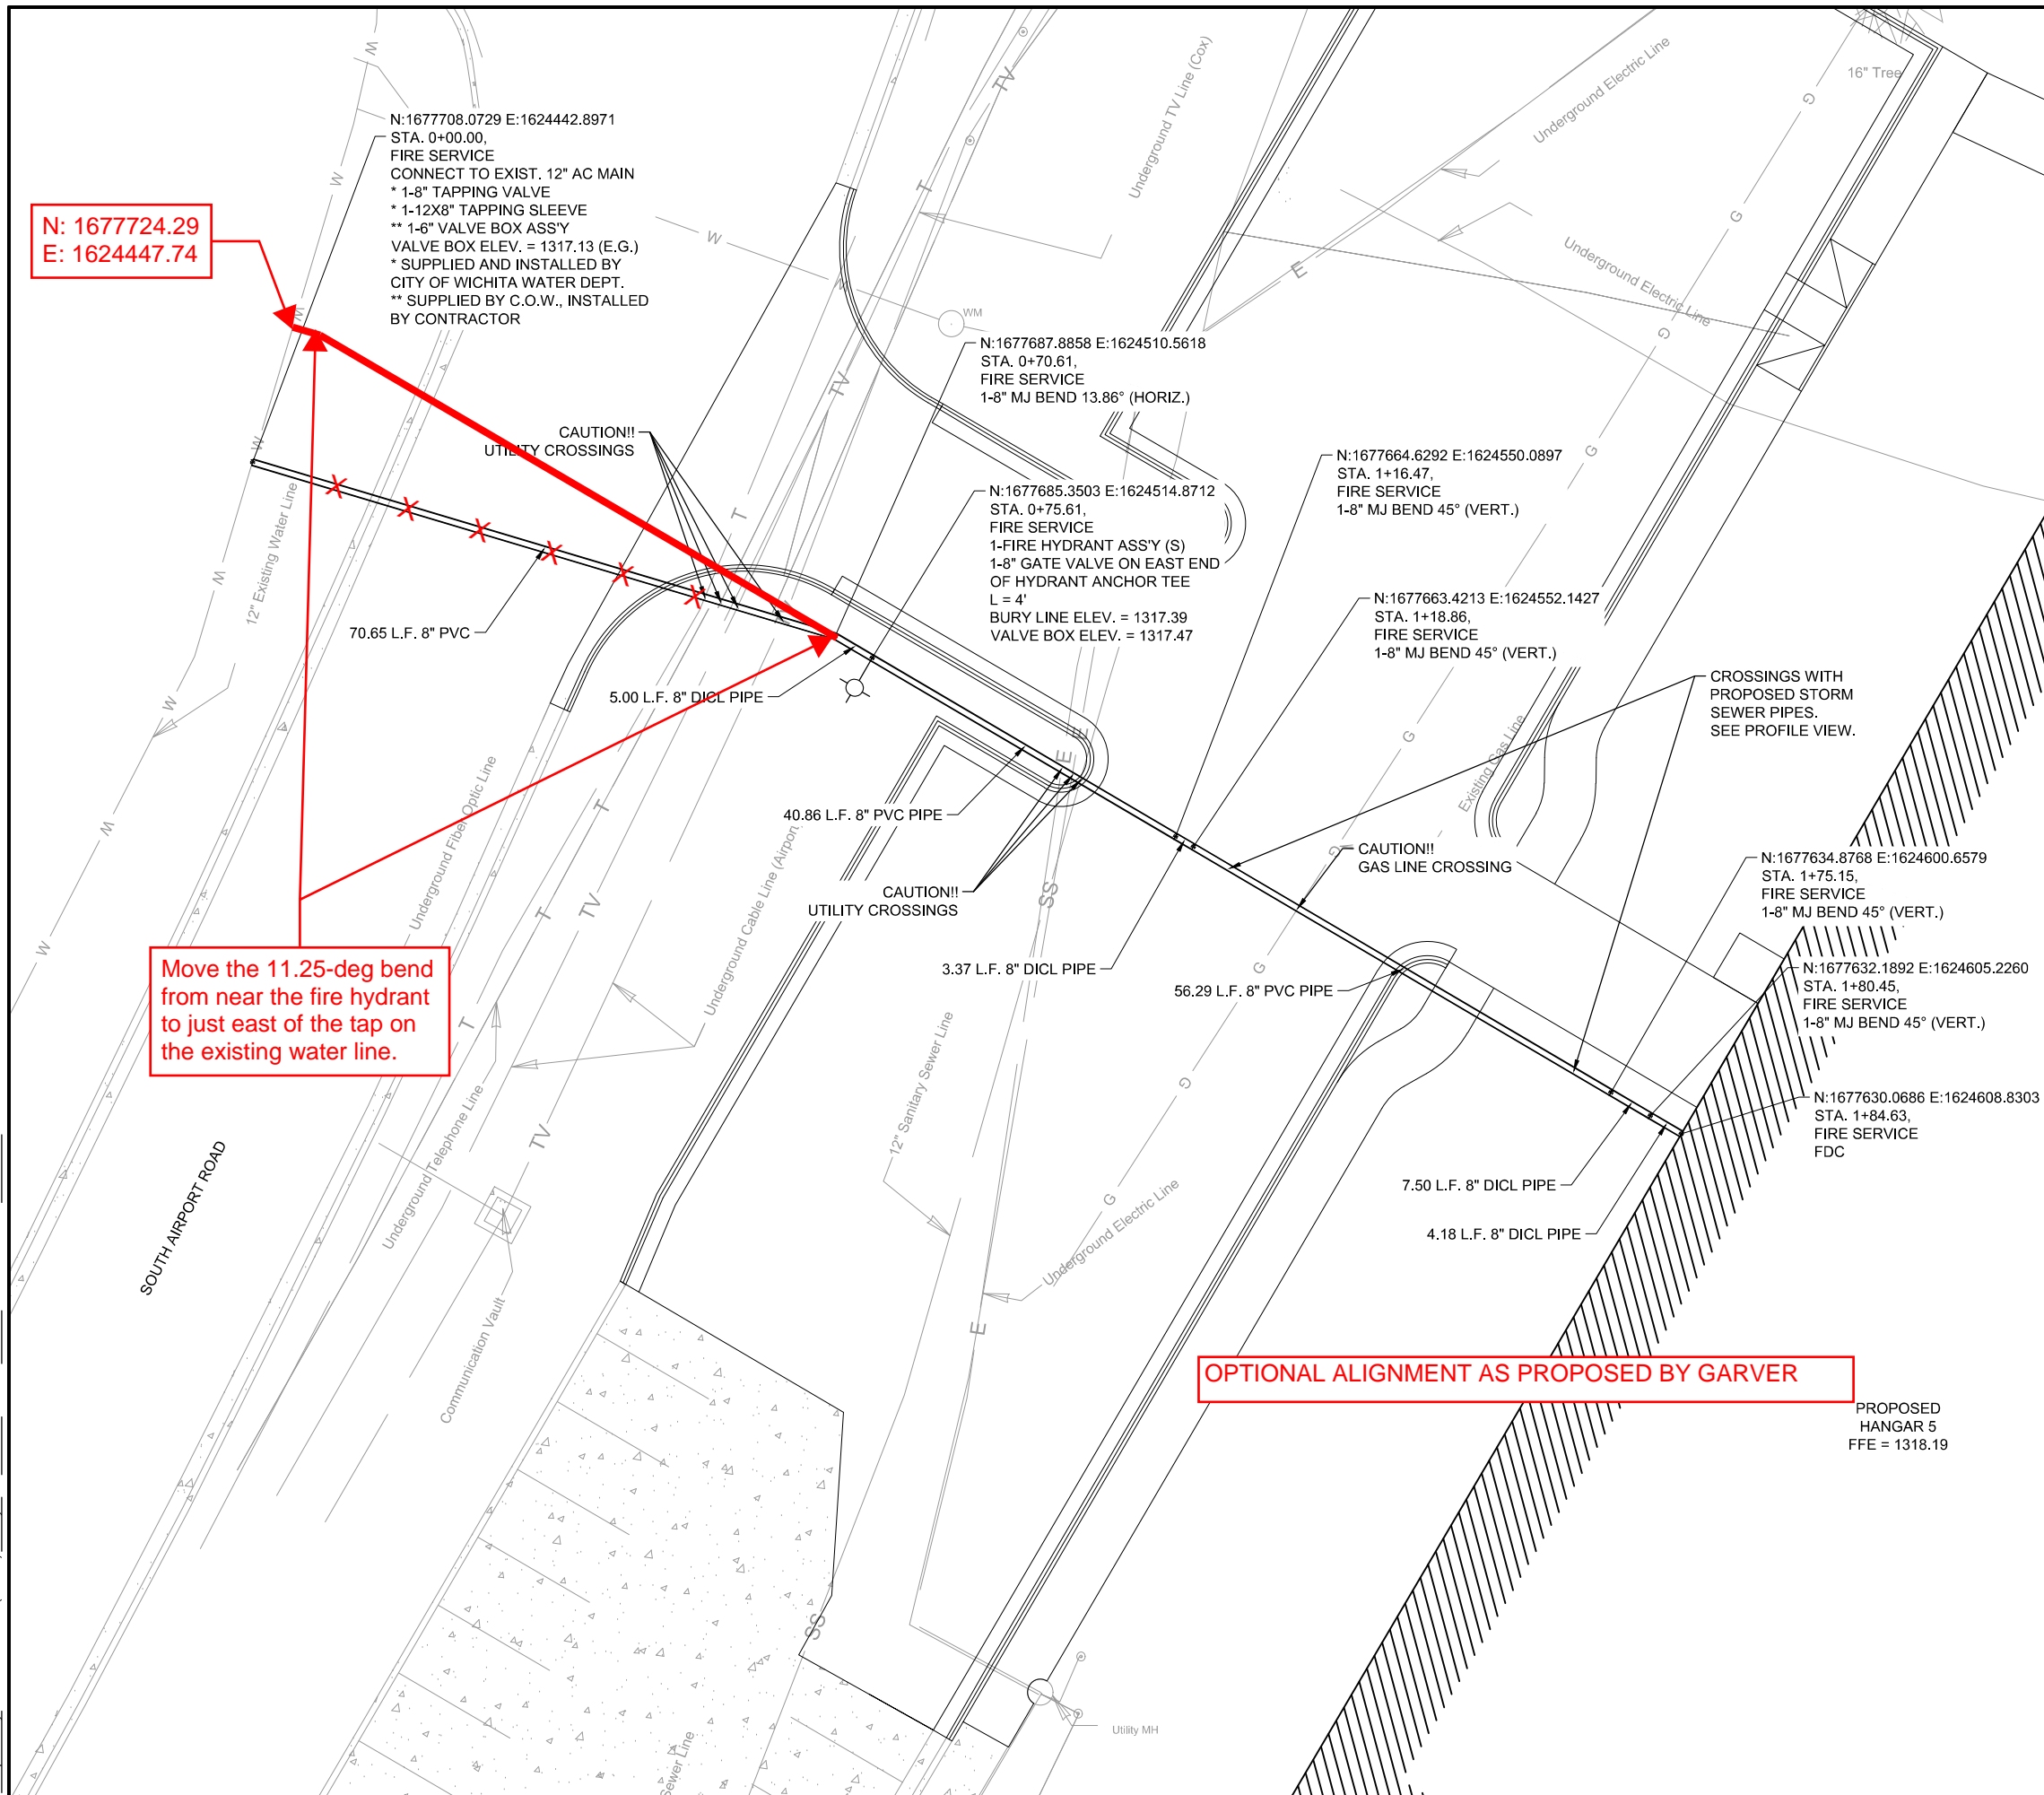 N:1677708.0729 E:1624442.8971
STA. 0+00.00,
FIRE SERVICE
CONNECT TO EXIST. 12" AC MAIN
* 1-8" TAPPING VALVE
* 1-12X8" TAPPING SLEEVE
** 1-6" VALVE BOX ASS'Y
VALVE BOX ELEV. = 1317.13 (E.G.)
* SUPPLIED AND INSTALLED BY
CITY OF WICHITA WATER DEPT.
** SUPPLIED BY C.O.W., INSTALLED
BY CONTRACTOR
N: 1677724.29
E: 1624447.74
Underground TV Line (Cox)
Underground Electric Line
16" Tree
Underground Electric Line
WM
N:1677687.8858 E:1624510.5618
STA. 0+70.61,
FIRE SERVICE
1-8" MJ BEND 13.86° (HORIZ.)
CAUTION!!
UTILITY CROSSINGS
N:1677664.6292 E:1624550.0897
STA. 1+16.47,
FIRE SERVICE
1-8" MJ BEND 45° (VERT.)
N:1677685.3503 E:1624514.8712
STA. 0+75.61,
FIRE SERVICE
1-FIRE HYDRANT ASS'Y (S)
1-8" GATE VALVE ON EAST END
OF HYDRANT ANCHOR TEE
L = 4'
BURY LINE ELEV. = 1317.39
VALVE BOX ELEV. = 1317.47
12" Existing Water Line
N:1677663.4213 E:1624552.1427
STA. 1+18.86,
FIRE SERVICE
1-8" MJ BEND 45° (VERT.)
70.65 L.F. 8" PVC
5.00 L.F. 8" DICL PIPE
CROSSINGS WITH
PROPOSED STORM
SEWER PIPES.
SEE PROFILE VIEW.
Existing Gas Line
Underground Fiber Optic Line
40.86 L.F. 8" PVC PIPE
Underground Cable Line (Airport
CAUTION!!
GAS LINE CROSSING
N:1677634.8768 E:1624600.6579
STA. 1+75.15,
FIRE SERVICE
1-8" MJ BEND 45° (VERT.)
CAUTION!!
UTILITY CROSSINGS
Move the 11.25-deg bend
from near the fire hydrant
to just east of the tap on
the existing water line.
3.37 L.F. 8" DICL PIPE
56.29 L.F. 8" PVC PIPE
N:1677632.1892 E:1624605.2260
STA. 1+80.45,
FIRE SERVICE
1-8" MJ BEND 45° (VERT.)
12" Sanitary Sewer Line
Underground Telephone Line
N:1677630.0686 E:1624608.8303
STA. 1+84.63,
FIRE SERVICE
FDC
SOUTH AIRPORT ROAD
7.50 L.F. 8" DICL PIPE
4.18 L.F. 8" DICL PIPE
Underground Electric Line
Communication Vault
OPTIONAL ALIGNMENT AS PROPOSED BY GARVER
PROPOSED
HANGAR 5
FFE = 1318.19
Utility MH
Sewer Line
W
W
W
W
W
W
W
W
W
W
W
T
T
T
T
T
TV
TV
TV
TV
E
E
E
E
SS
SS
G
G
G
G
G
G
G
G
G
G